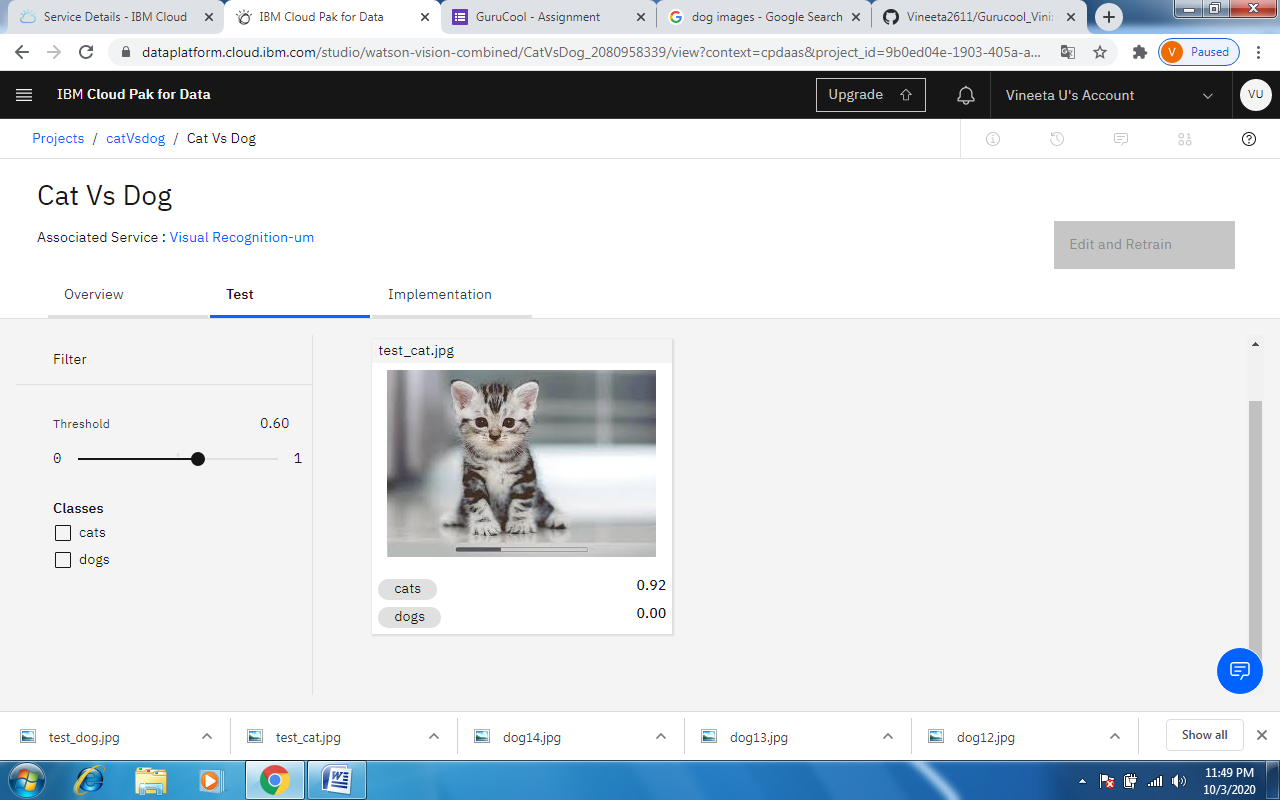 Service Details - IBM Cloud
IBM Cloud Pak for Data
GuruCool - Assignment
dog images - Google Search
Vineeta2611/Gurucool_Vini
dataplatform.cloud.ibm.com/studio/watson-vision-combined/CatVsDog_2080958339/view?context=cpdaas&project_id=9b0ed04e-1903-405a-a...
V Paused
IBM Cloud Pak for Data
Upgrade
Vineeta U's Account
VU
Projects / catVsdog / Cat Vs Dog
Cat Vs Dog
Associated Service : Visual Recognition-um
Edit and Retrain
Overview
Test
Implementation
Filter
Threshold 0.60
0 1
Classes
cats
dogs
test_cat.jpg
cats 0.92
dogs 0.00
test_dog.jpg
test_cat.jpg
dog14.jpg
dog13.jpg
dog12.jpg
Show all
11:49 PM
10/3/2020